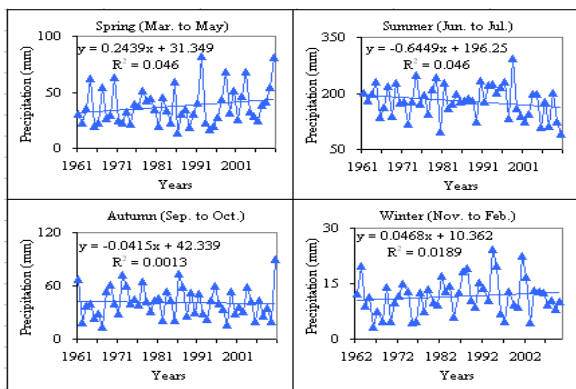 Spring (Mar. to May)
Precipitation (mm)
100
50
0
y = 0.2439x + 31.349
R² = 0.046
1961 1971 1981 1991 2001
Years
Summer (Jun. to Jul.)
Precipitation (mm)
350
200
50
y = -0.6449x + 196.25
R² = 0.046
1961 1971 1981 1991 2001
Years
Autumn (Sep. to Oct.)
Precipitation (mm)
120
60
0
y = -0.0415x + 42.339
R² = 0.0013
1961 1971 1981 1991 2001
Years
Winter (Nov. to Feb.)
Precipitation (mm)
30
15
0
y = 0.0468x + 10.362
R² = 0.0189
1962 1972 1982 1992 2002
Years